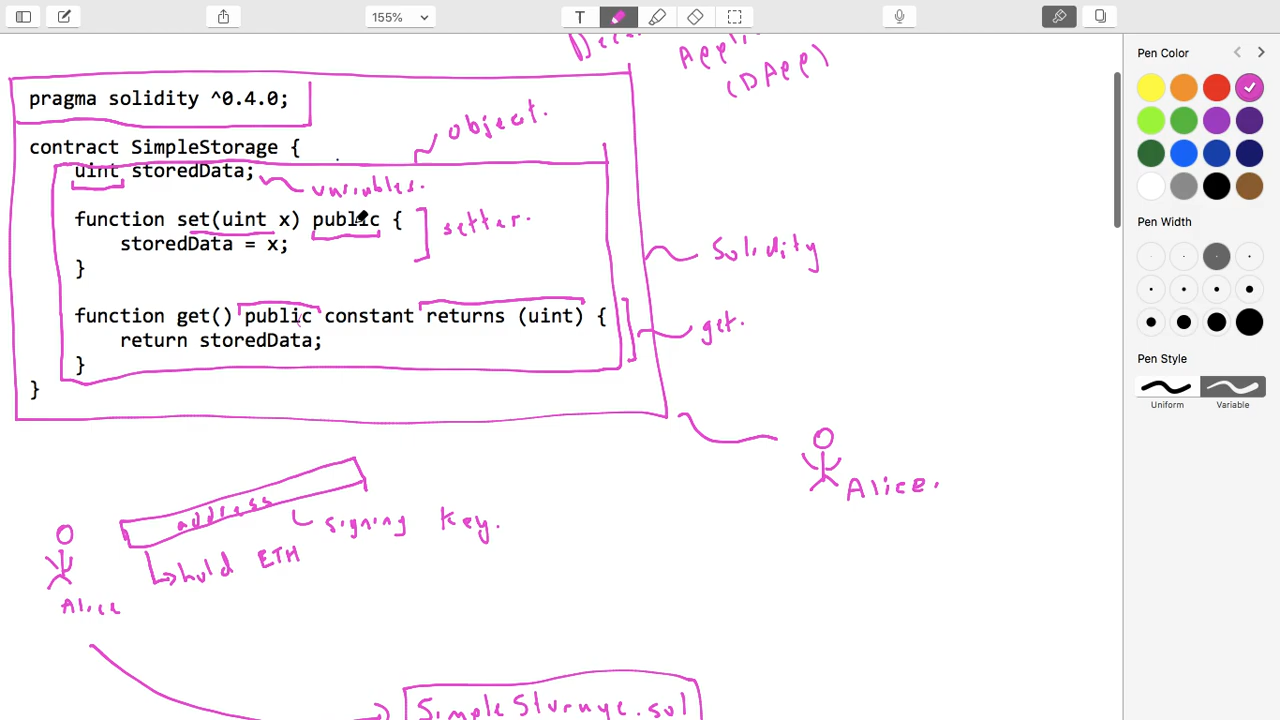 155%
T
Appli
(DApp)
pragma solidity ^0.4.0;
object.
contract SimpleStorage {
uint storedData;
variables.
function set(uint x) public {
setter.
storedData = x;
}
Solidity
function get() public constant returns (uint) {
get.
return storedData;
}
}
Alice.
address
signing key.
hold ETH
Alice
SimpleSturnye.sol
Pen Color
Pen Width
Pen Style
Uniform
Variable